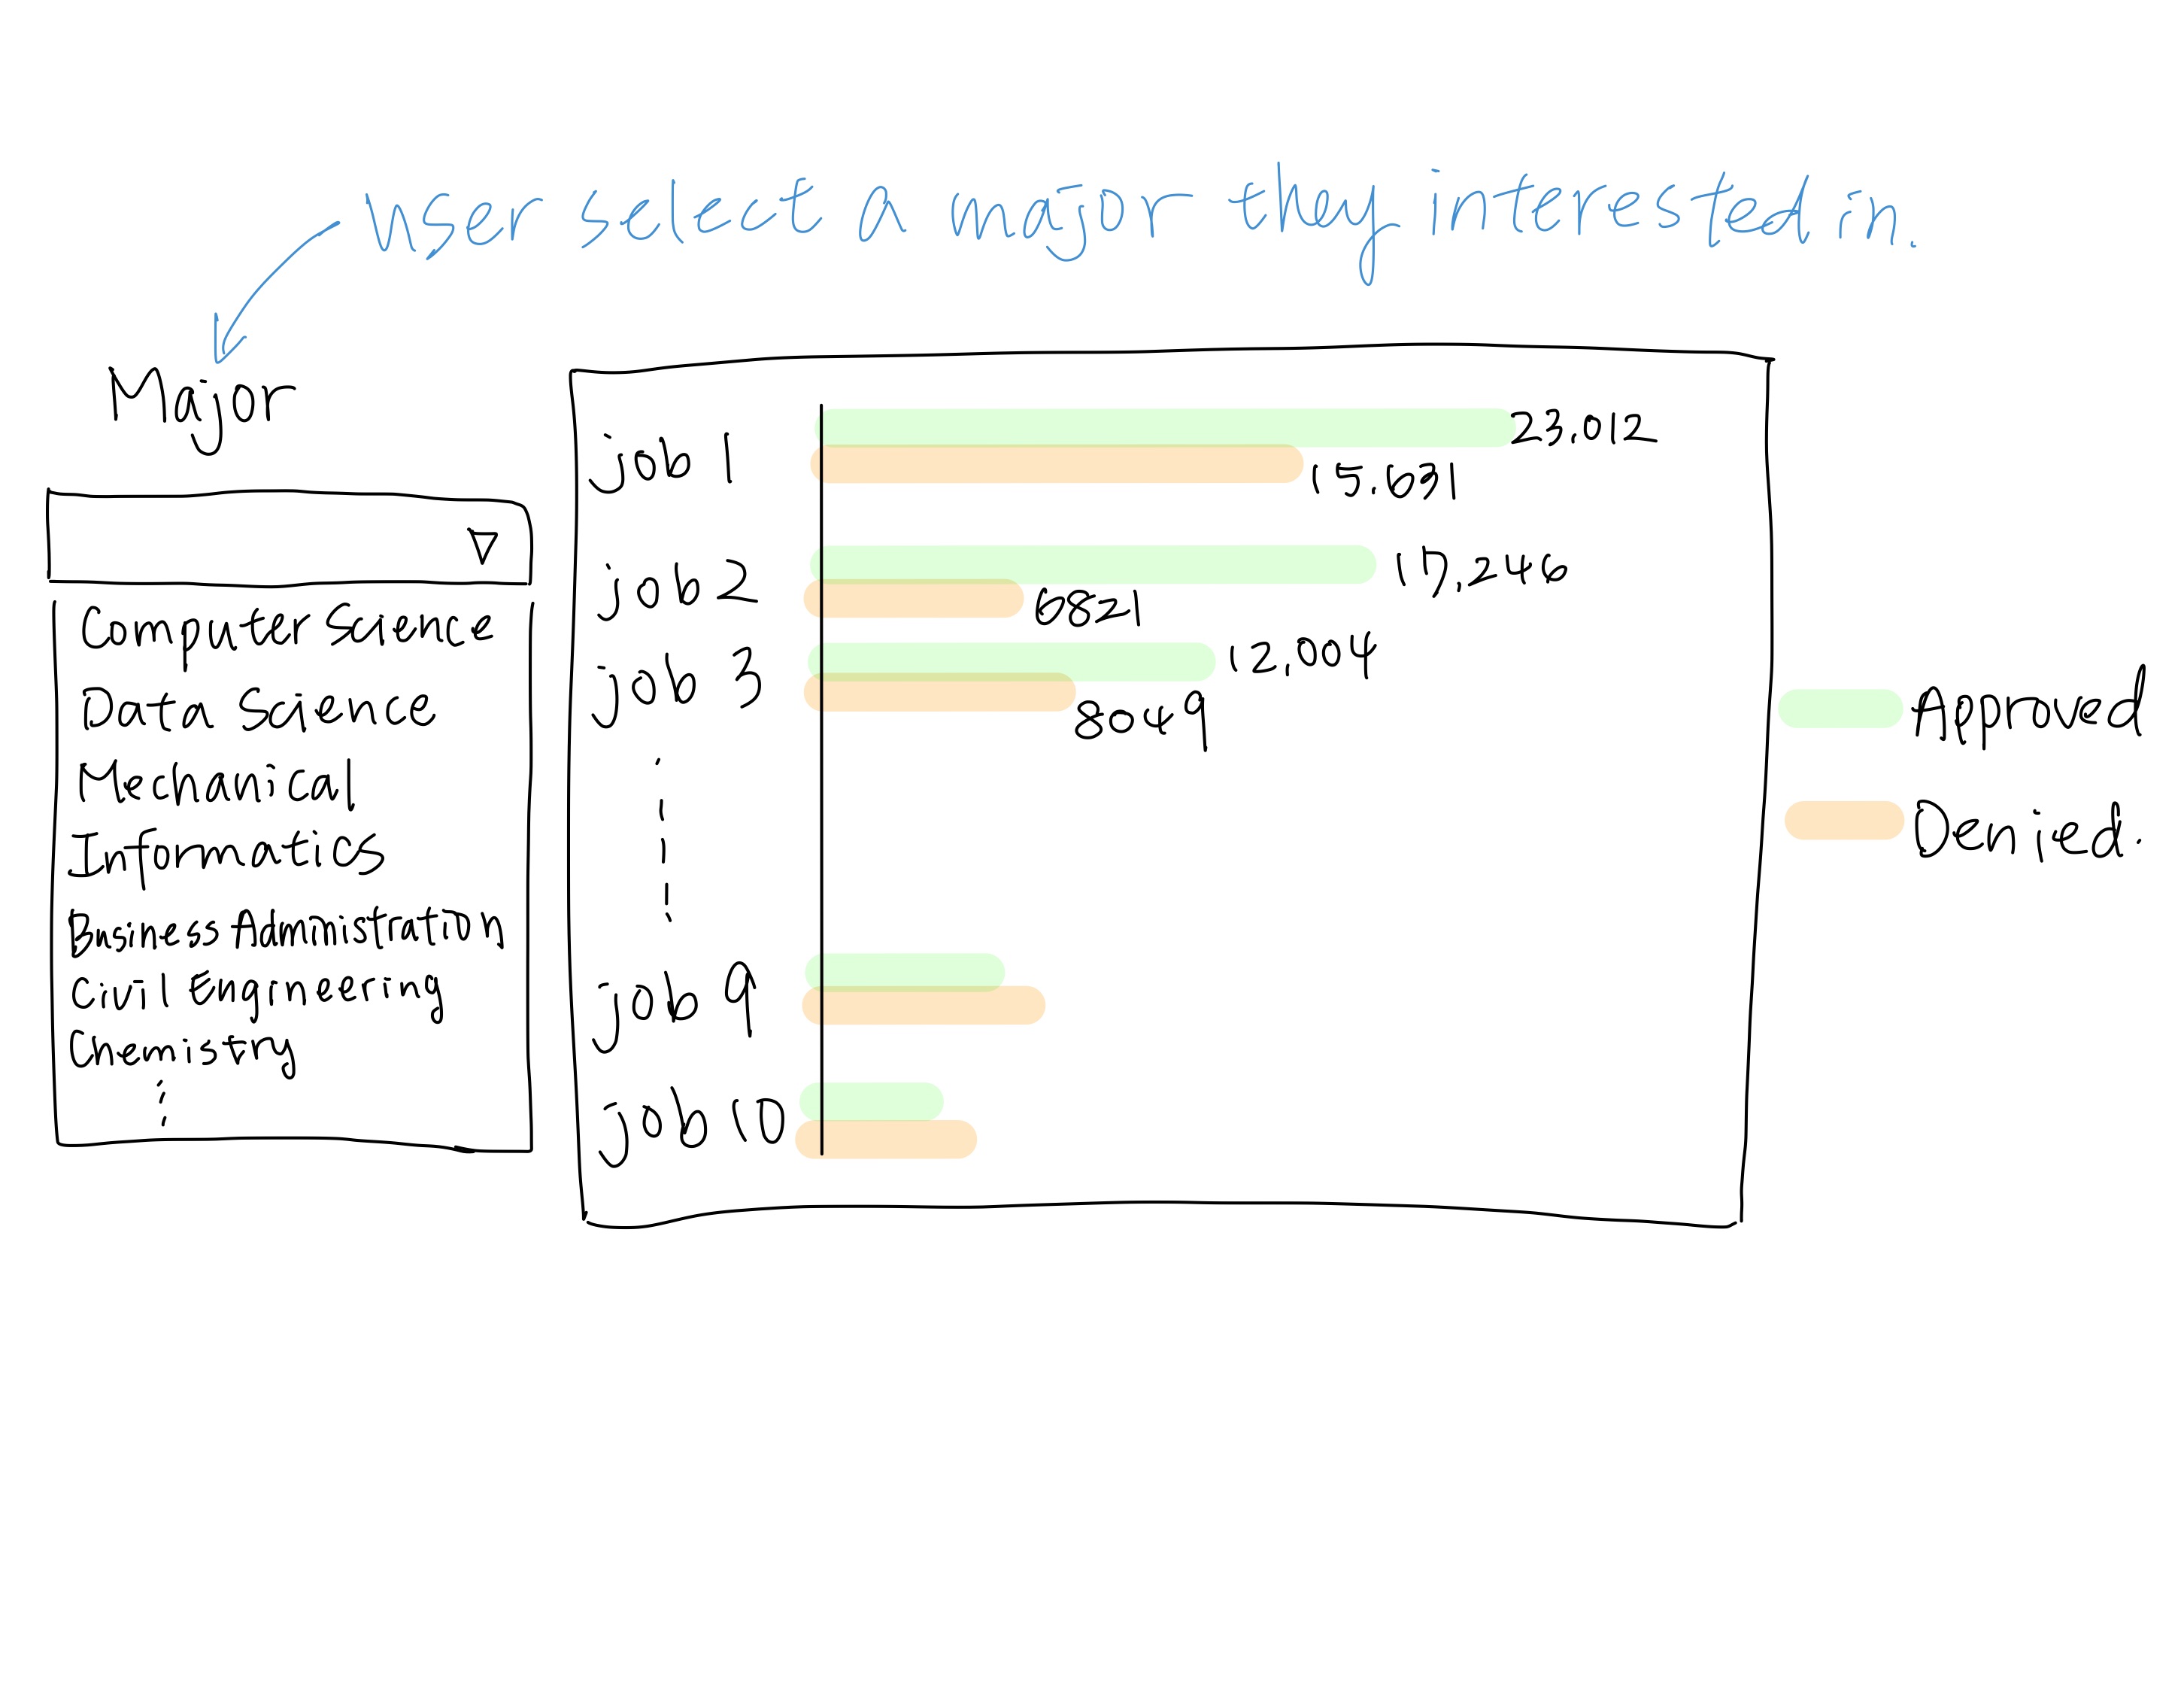 user select a major they interested in.
Major
Computer Science
Data Science
Mechanical
Informatics
Business Administration
Civil Engineering
Chemistry
job 1
23.012
15.631
job 2
17,246
6821
job 3
12.004
8049
job 9
job 10
Approved
Denied.